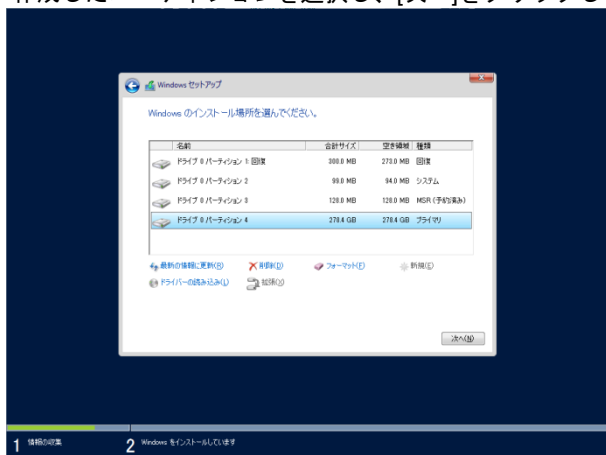 Windows セットアップ
Windows のインストール場所を選んでください。
名前 合計サイズ 空き領域 種類
ドライブ 0 パーティション 1: 回復 300.0 MB 273.0 MB 回復
ドライブ 0 パーティション 2 99.0 MB 94.0 MB システム
ドライブ 0 パーティション 3 128.0 MB 128.0 MB MSR (予約済み)
ドライブ 0 パーティション 4 278.4 GB 278.4 GB プライマリ
最新の情報に更新(R) 削除(D) フォーマット(F) 新規(E)
ドライバーの読み込み(L) 拡張(X)
次へ(N)
1 情報の収集 2 Windows をインストールしています